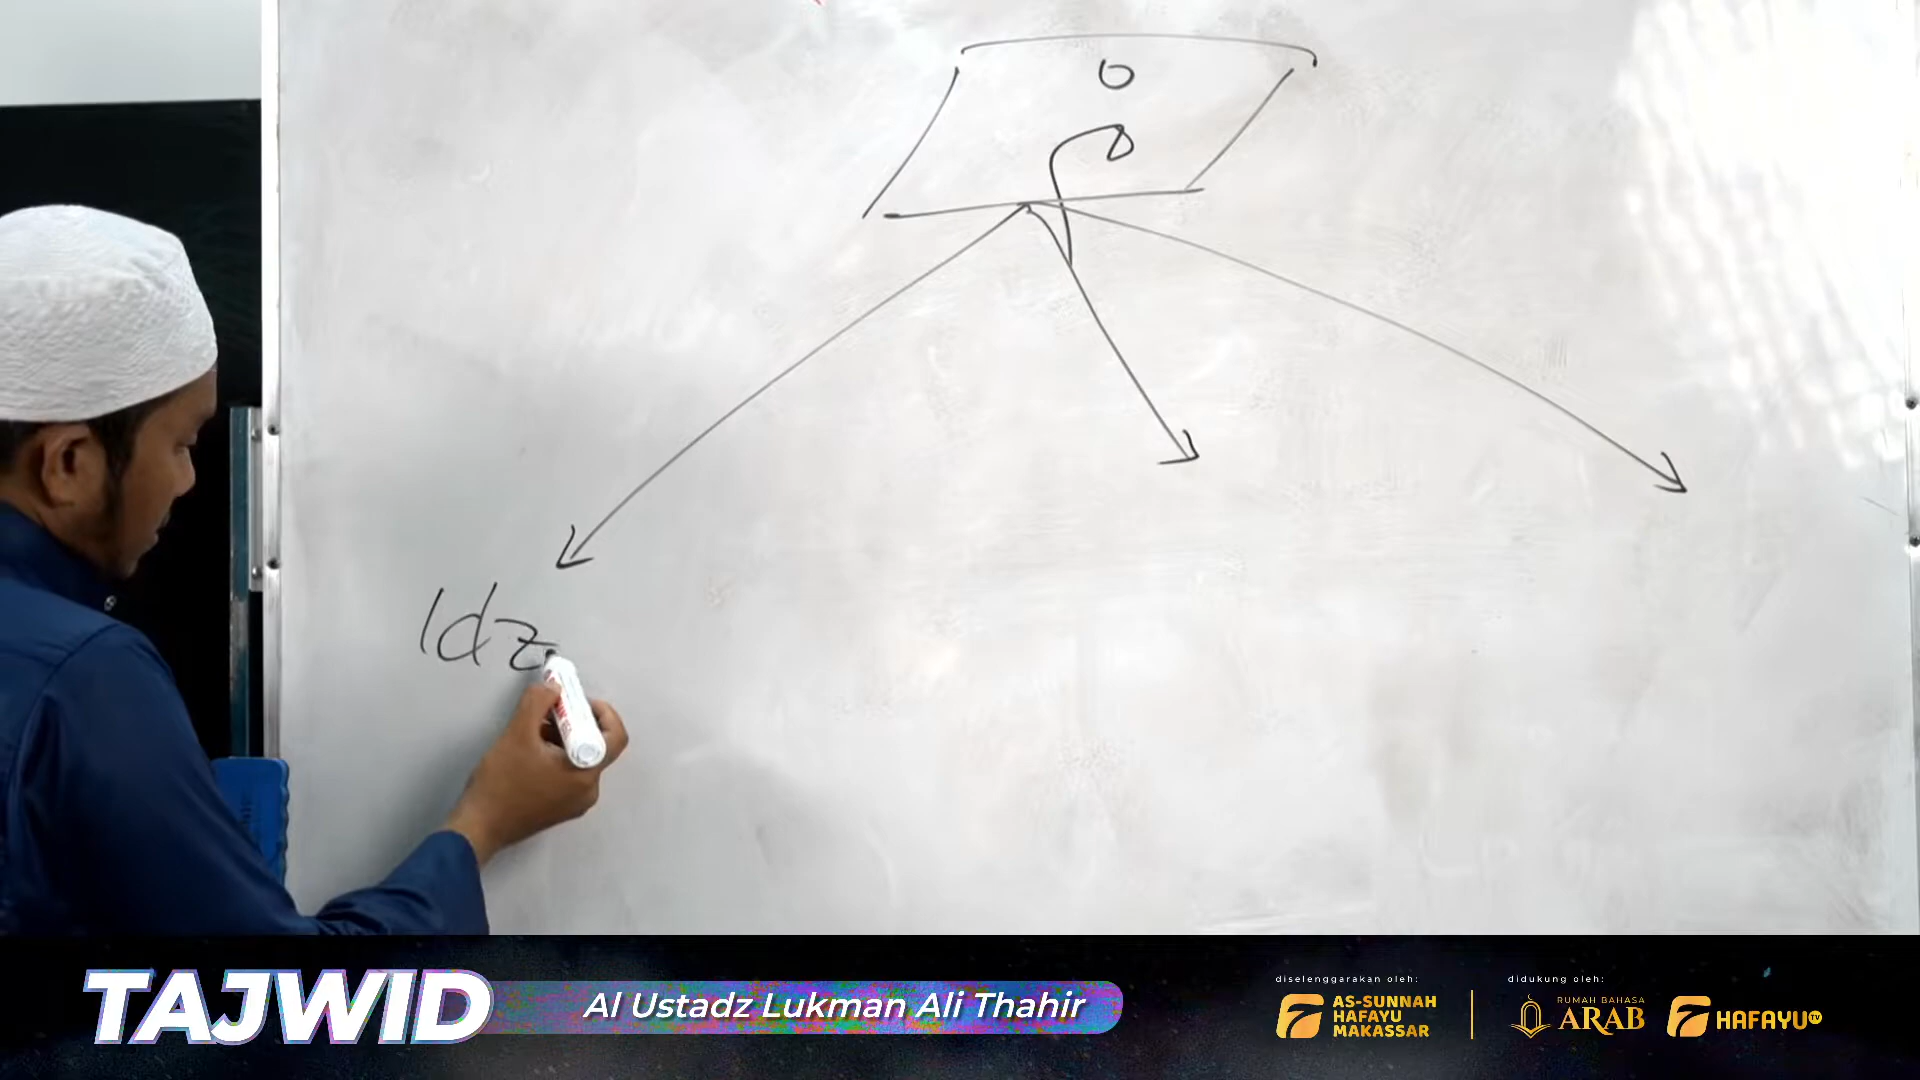 مْ
Idz
TAJWID
Al Ustadz Lukman Ali Thahir
diselenggarakan oleh:
AS-SUNNAH
HAFAYU
MAKASSAR
didukung oleh:
RUMAH BAHASA
ARAB
HAFAYU TV